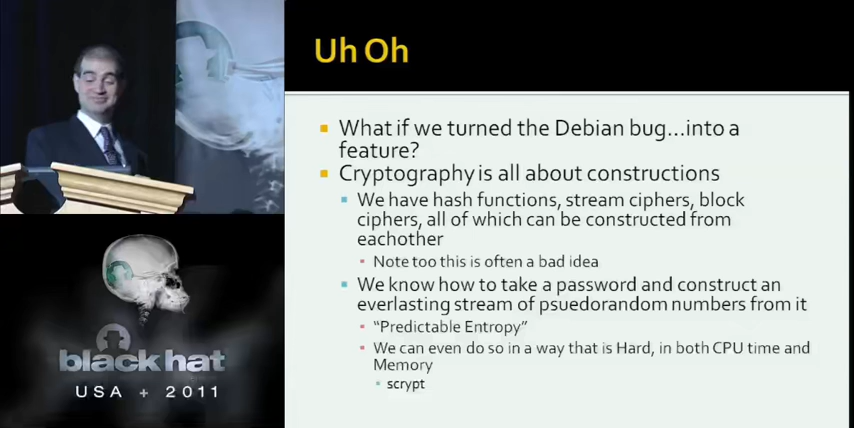 Uh Oh
What if we turned the Debian bug...into a
feature?
Cryptography is all about constructions
We have hash functions, stream ciphers, block
ciphers, all of which can be constructed from
eachother
Note too this is often a bad idea
We know how to take a password and construct an
everlasting stream of psuedorandom numbers from it
“Predictable Entropy”
We can even do so in a way that is Hard, in both CPU time and
Memory
scrypt
black hat
USA + 2011